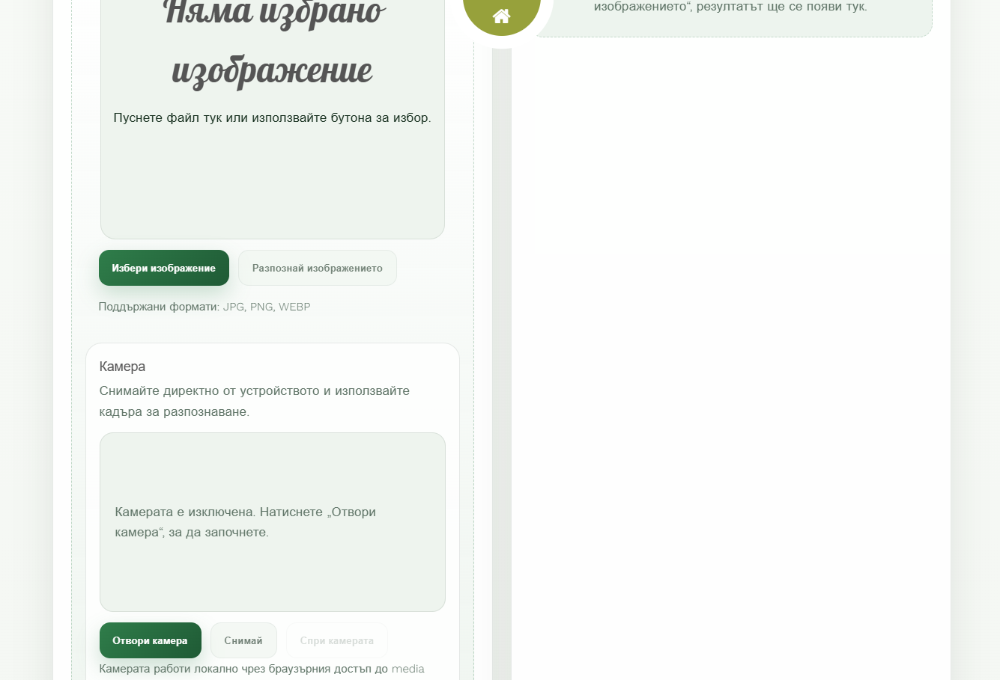 Няма избрано
изображение
Пуснете файл тук или използвайте бутона за избор.
Избери изображение
Разпознай изображението
Поддържани формати: JPG, PNG, WEBP
Камера
Снимайте директно от устройството и използвайте
кадъра за разпознаване.
Камерата е изключена. Натиснете „Отвори
камера“, за да започнете.
Отвори камера
Снимай
Спри камерата
Камерата работи локално чрез браузърния достъп до media
изображението“, резултатът ще се появи тук.